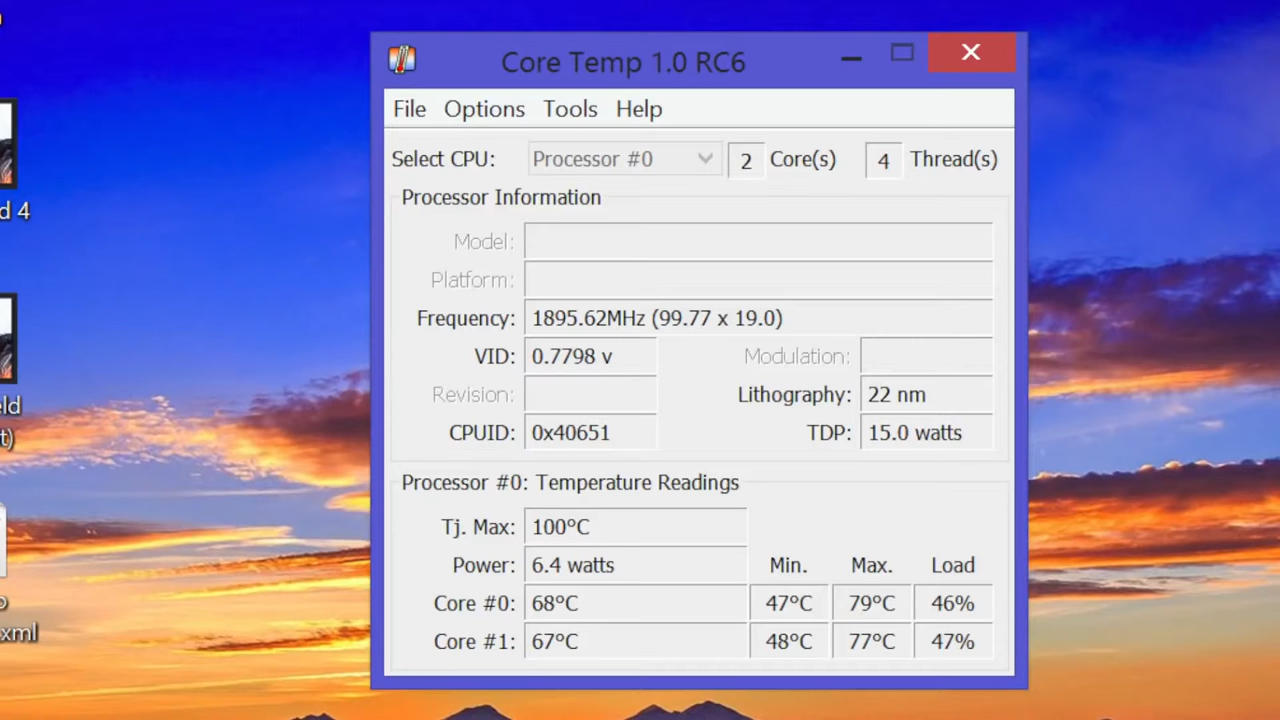 Core Temp 1.0 RC6
File Options Tools Help
Select CPU: Processor #0 2 Core(s) 4 Thread(s)
Processor Information
Model:
Platform:
Frequency: 1895.62MHz (99.77 x 19.0)
VID: 0.7798 v Modulation:
Revision: Lithography: 22 nm
CPUID: 0x40651 TDP: 15.0 watts
Processor #0: Temperature Readings
Tj. Max: 100°C
Power: 6.4 watts Min. Max. Load
Core #0: 68°C 47°C 79°C 46%
Core #1: 67°C 48°C 77°C 47%
d 4
eld
t)
xml